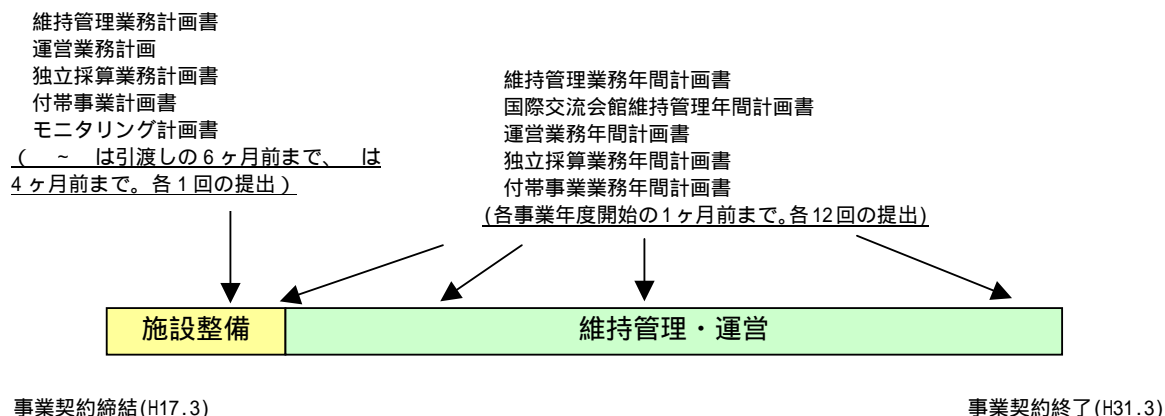 維持管理業務計画書
運営業務計画
独立採算業務計画書
付帯事業計画書
モニタリング計画書
(　~　は引渡しの6ヶ月前まで、　は
4ヶ月前まで。各1回の提出)
維持管理業務年間計画書
国際交流会館維持管理年間計画書
運営業務年間計画書
独立採算業務年間計画書
付帯事業業務年間計画書
(各事業年度開始の1ヶ月前まで。各12回の提出)
施設整備
維持管理・運営
事業契約締結(H17.3)
事業契約終了(H31.3)